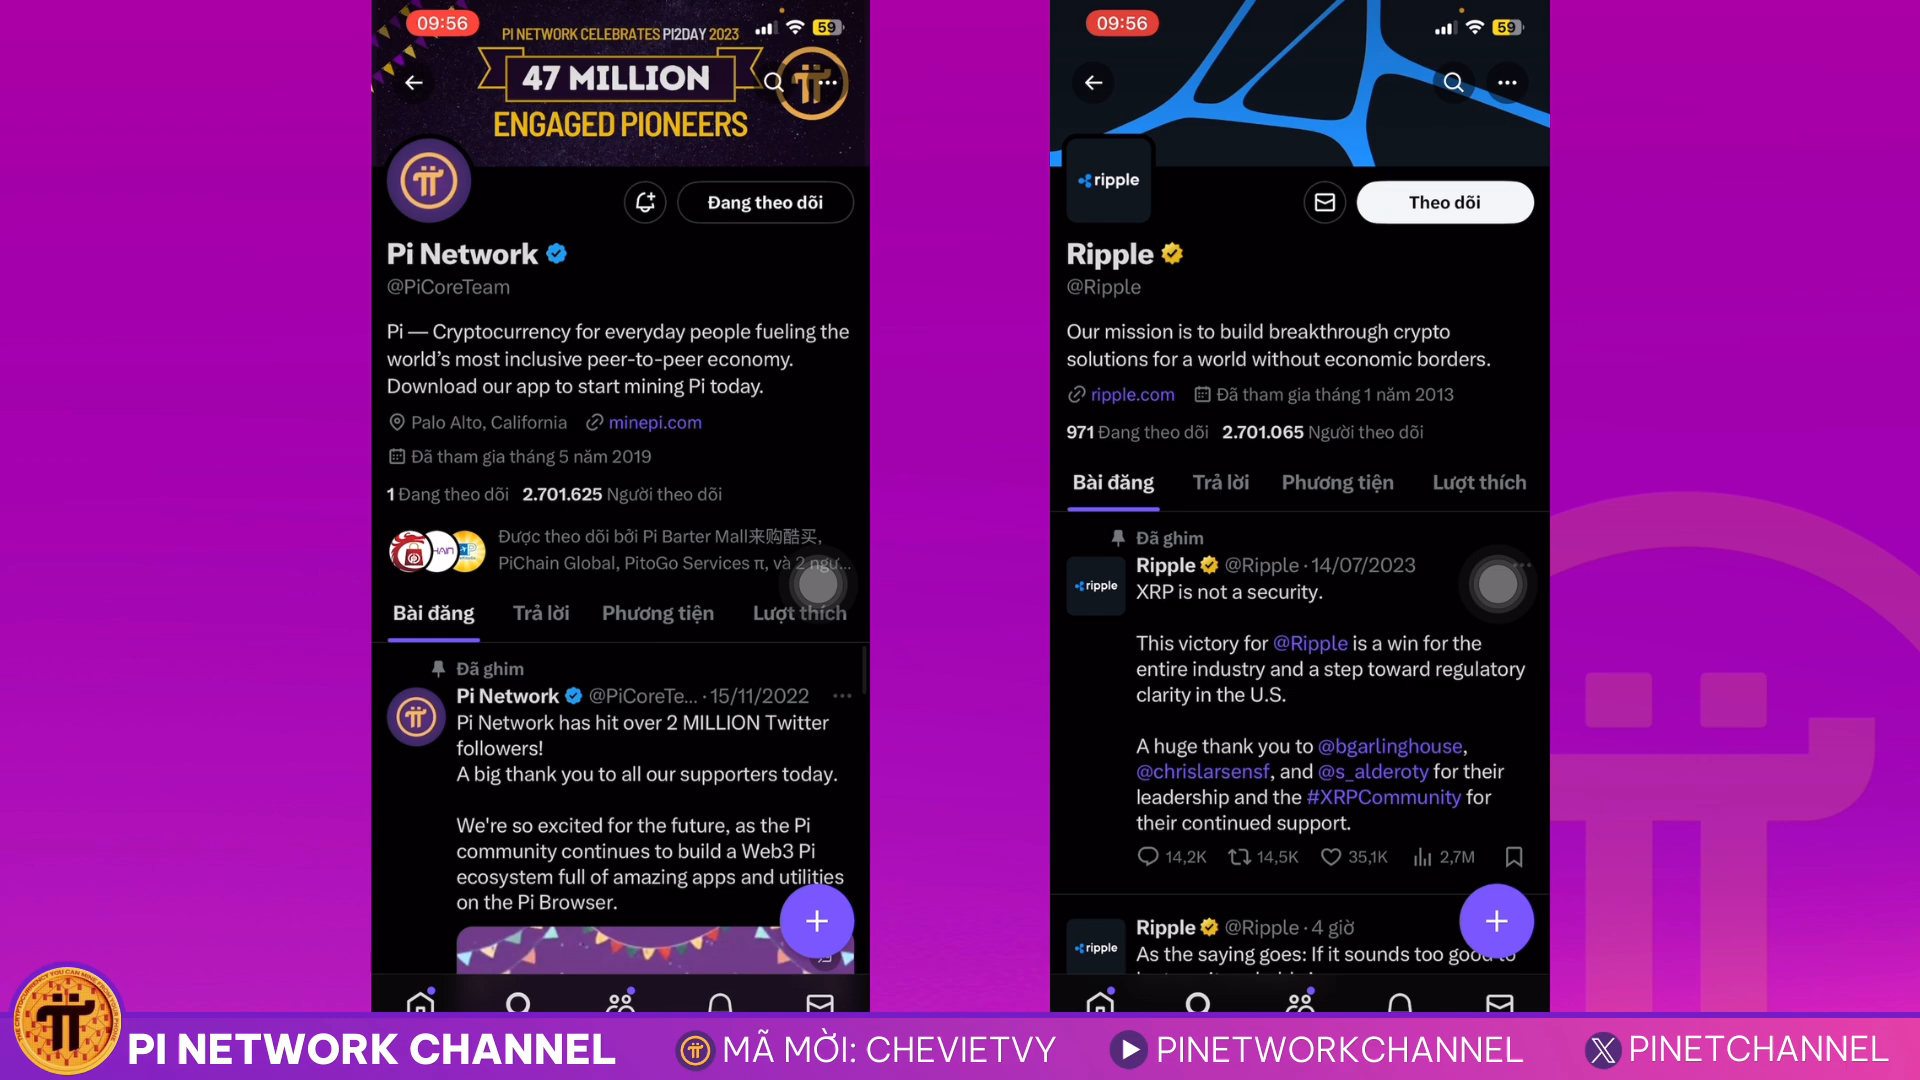 09:56
PI NETWORK CELEBRATES PI2DAY 2023
59
47 MILLION
ENGAGED PIONEERS
Đang theo dõi
Pi Network
@PiCoreTeam
Pi — Cryptocurrency for everyday people fueling the
world's most inclusive peer-to-peer economy.
Download our app to start mining Pi today.
Palo Alto, California minepi.com
Đã tham gia tháng 5 năm 2019
1 Đang theo dõi 2.701.625 Người theo dõi
Được theo dõi bởi Pi Barter Mall来购酷买,
PiChain Global, PitoGo Services π, và 2 ngư...
Bài đăng Trả lời Phương tiện Lượt thích
Đã ghim
Pi Network @PiCoreTe... · 15/11/2022
Pi Network has hit over 2 MILLION Twitter
followers!
A big thank you to all our supporters today.
We're so excited for the future, as the Pi
community continues to build a Web3 Pi
ecosystem full of amazing apps and utilities
on the Pi Browser.
09:56
59
ripple
Theo dõi
Ripple
@Ripple
Our mission is to build breakthrough crypto
solutions for a world without economic borders.
ripple.com Đã tham gia tháng 1 năm 2013
971 Đang theo dõi 2.701.065 Người theo dõi
Bài đăng Trả lời Phương tiện Lượt thích
Đã ghim
ripple
Ripple @Ripple · 14/07/2023
XRP is not a security.
This victory for @Ripple is a win for the
entire industry and a step toward regulatory
clarity in the U.S.
A huge thank you to @bgarlinghouse,
@chrislarsensf, and @s_alderoty for their
leadership and the #XRPCommunity for
their continued support.
14,2K 14,5K 35,1K 2,7M
ripple
Ripple @Ripple · 4 giờ
As the saying goes: If it sounds too good to
PI NETWORK CHANNEL
MÃ MỜI: CHEVIETVY
PINETWORKCHANNEL
PINETCHANNEL